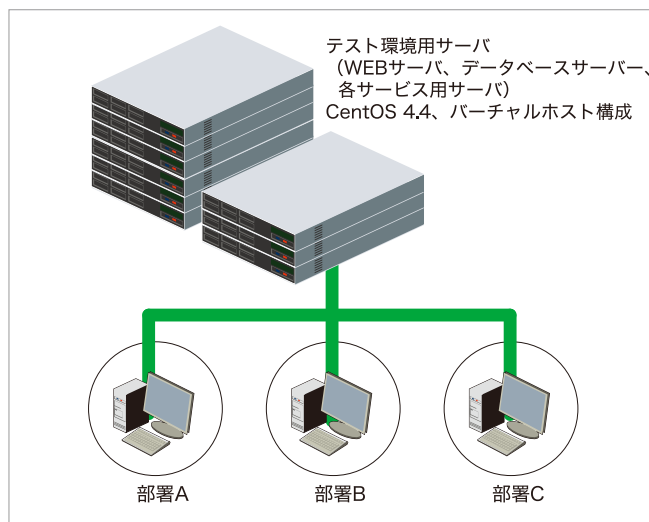 テスト環境用サーバ
（WEBサーバ、データベースサーバー、
各サービス用サーバ）
CentOS 4.4、バーチャルホスト構成
部署A
部署B
部署C